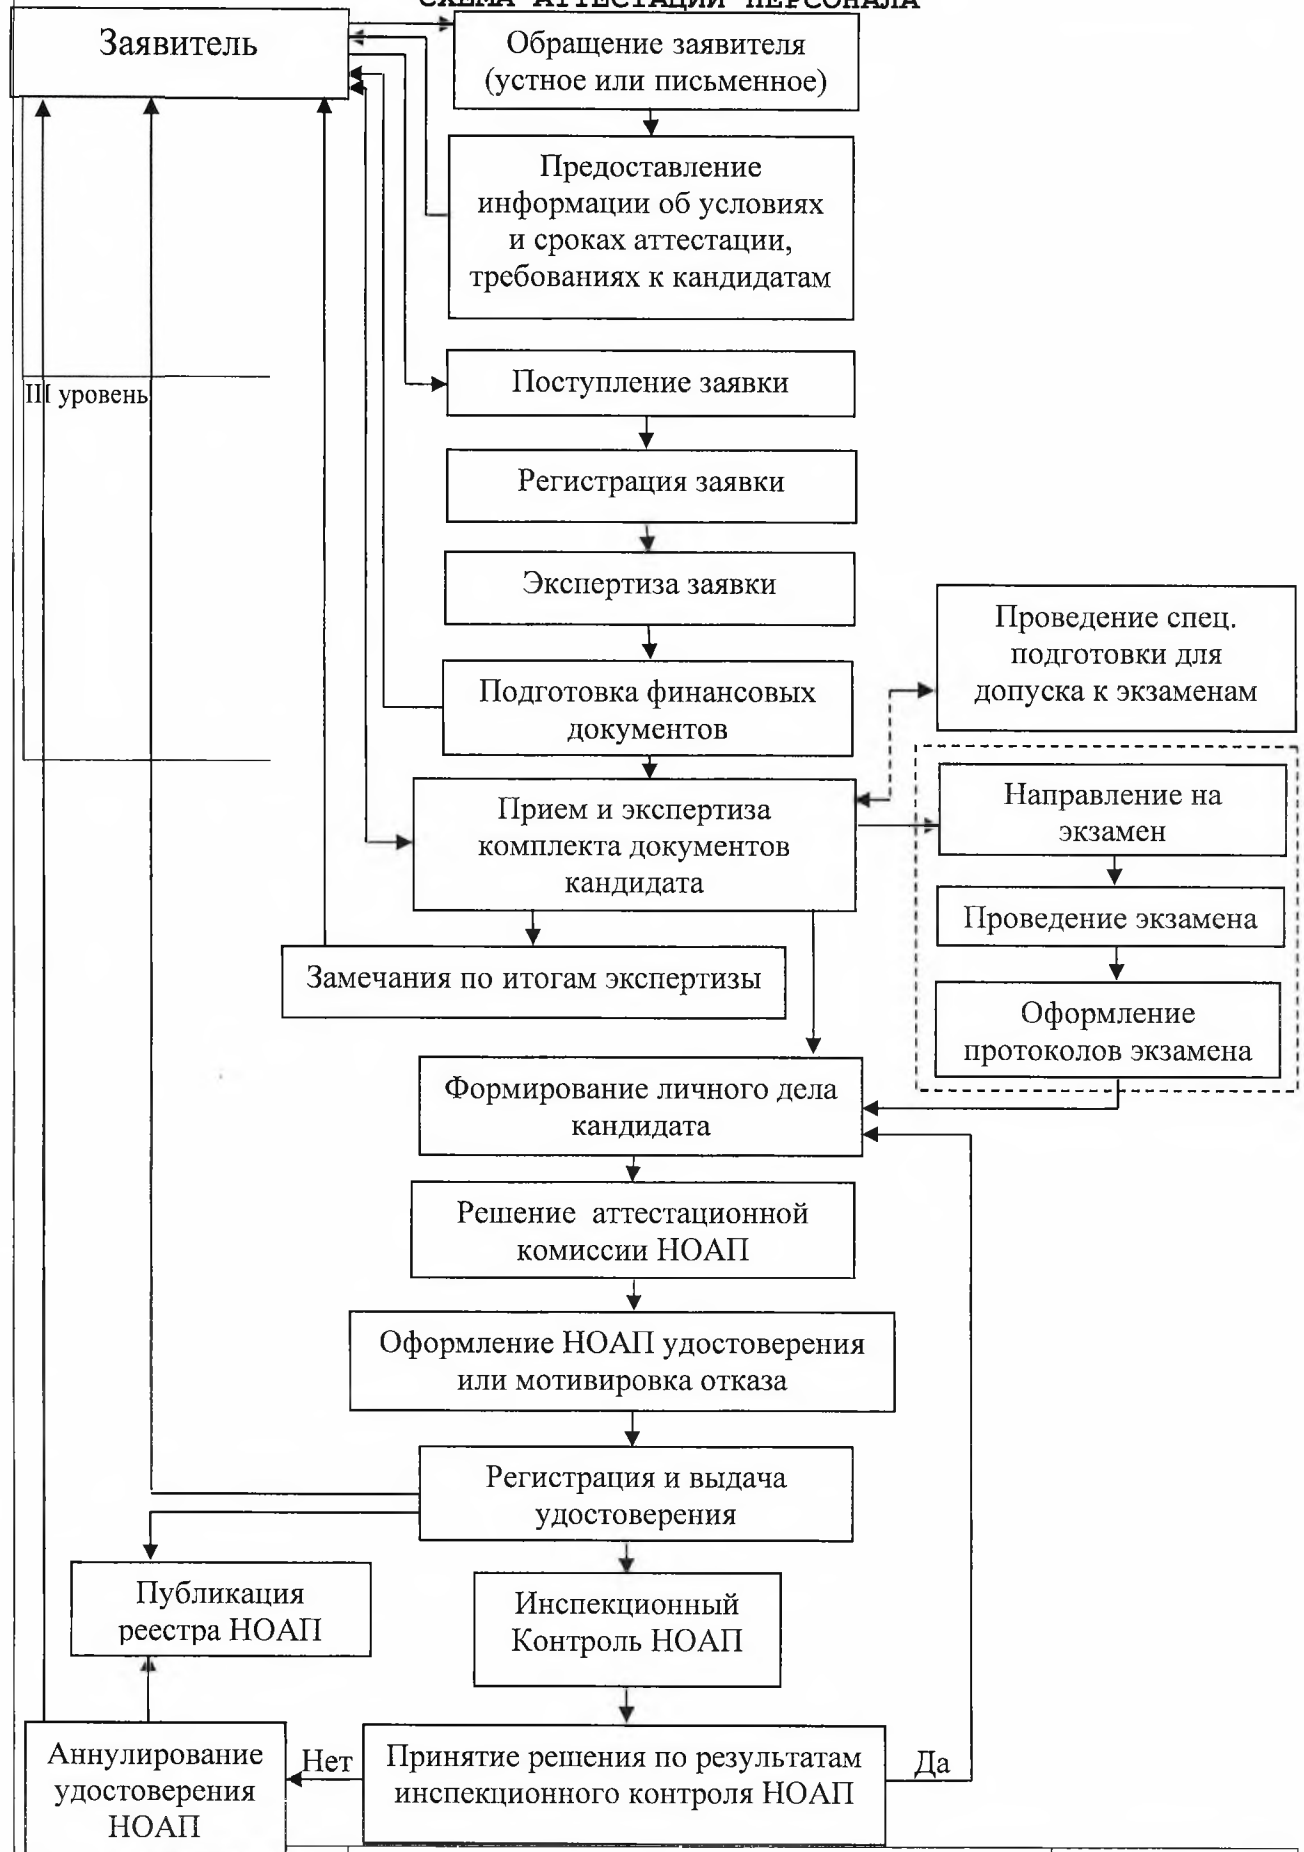 СХЕМА АТТЕСТАЦИИ ПЕРСОНАЛА
Заявитель
Обращение заявителя
(устное или письменное)
Предоставление
информации об условиях
и сроках аттестации,
требованиях к кандидатам
Поступление заявки
III уровень
Регистрация заявки
Экспертиза заявки
Проведение спец.
подготовки для
допуска к экзаменам
Подготовка финансовых
документов
Направление на
экзамен
Прием и экспертиза
комплекта документов
кандидата
Проведение экзамена
Замечания по итогам экспертизы
Оформление
протоколов экзамена
Формирование личного дела
кандидата
Решение аттестационной
комиссии НОАП
Оформление НОАП удостоверения
или мотивировка отказа
Регистрация и выдача
удостоверения
Публикация
реестра НОАП
Инспекционный
Контроль НОАП
Аннулирование
удостоверения
НОАП
Нет
Принятие решения по результатам
инспекционного контроля НОАП
Да